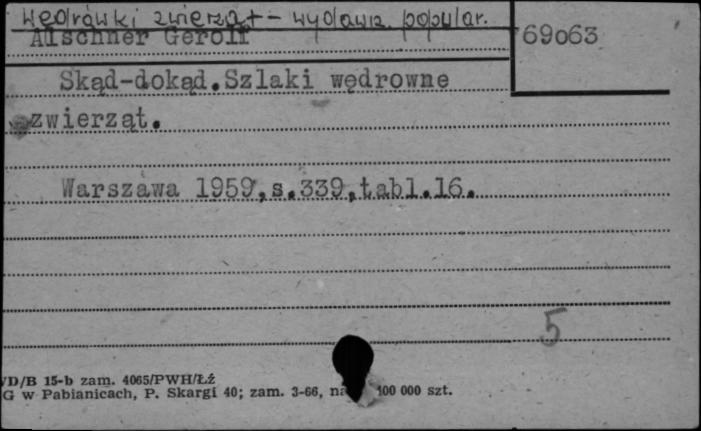 wędrówki zwierząt - wydawn. popular.
Alschner Gerolf
69063
Skąd-dokąd.Szlaki wędrowne
zwierząt.
Warszawa 1959,s.339,tabl.16.
5
VD/B 15-b zam. 4065/PWH/Łź
G w Pabianicach, P. Skargi 40; zam. 3-66, 100 000 szt.